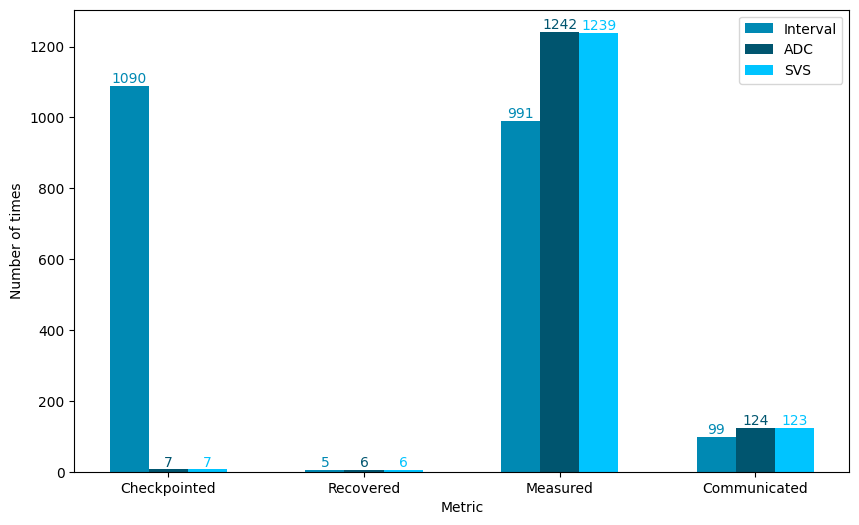 1242
1239
Interval
ADC
SVS
1200
1090
1000
991
800
Number of times
600
400
200
99
124
123
7
7
5
6
6
0
Checkpointed
Recovered
Measured
Communicated
Metric